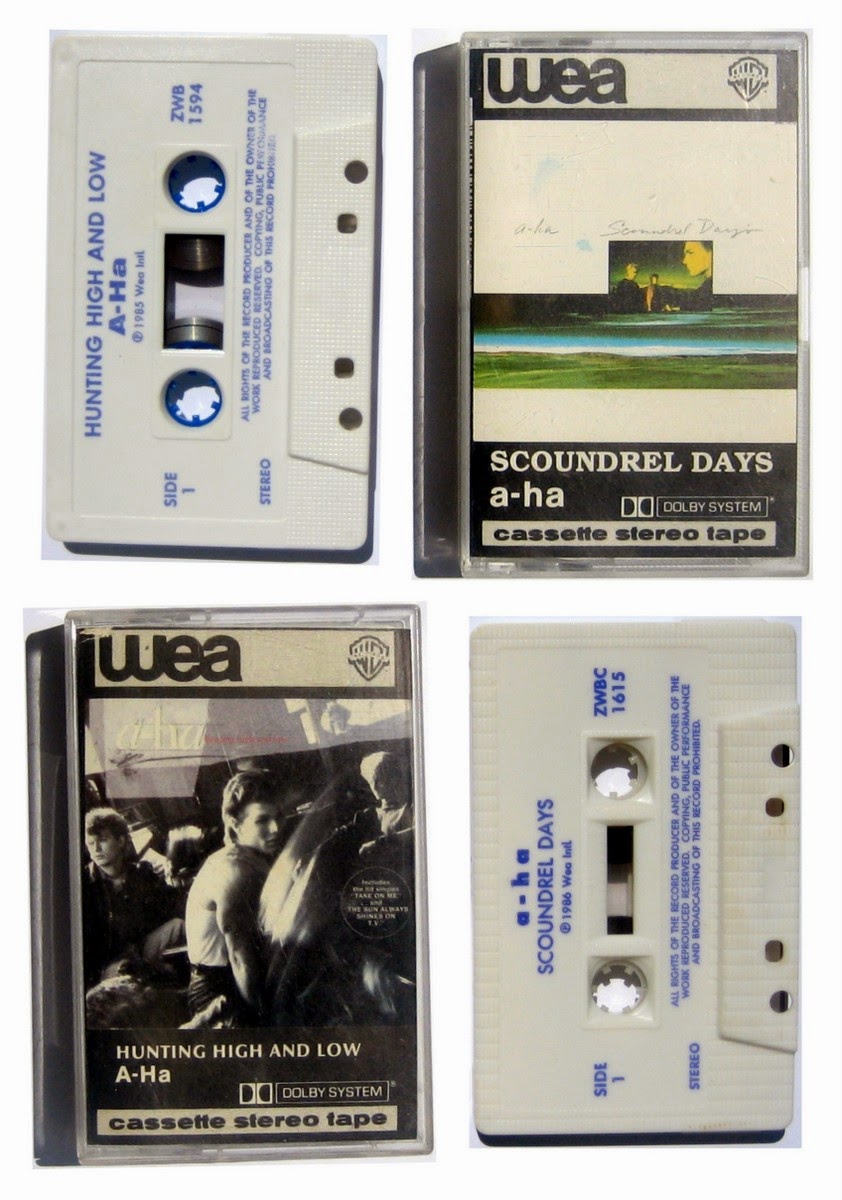 HUNTING HIGH AND LOW
A-Ha
℗ 1985 Wea Intl.
ZWB
1594
SIDE
1
ALL RIGHTS OF THE RECORD PRODUCER AND OF THE OWNER OF THE
WORK REPRODUCED RESERVED. COPYING, PUBLIC PERFORMANCE
AND BROADCASTING OF THIS RECORD PROHIBITED.
STEREO
wea
WB
a-ha Scoundrel Days
SCOUNDREL DAYS
a-ha
DOLBY SYSTEM®
cassette stereo tape
wea
WB
a-ha
HUNTING HIGH AND LOW
Includes
the hit singles
"TAKE ON ME"
and
"THE SUN ALWAYS
SHINES ON
T.V."
A-Ha
DOLBY SYSTEM®
cassette stereo tape
a-ha
SCOUNDREL DAYS
℗ 1986 Wea Intl.
ZWBC
1615
SIDE
1
ALL RIGHTS OF THE RECORD PRODUCER AND OF THE OWNER OF THE
WORK REPRODUCED RESERVED. COPYING, PUBLIC PERFORMANCE
AND BROADCASTING OF THIS RECORD PROHIBITED.
STEREO